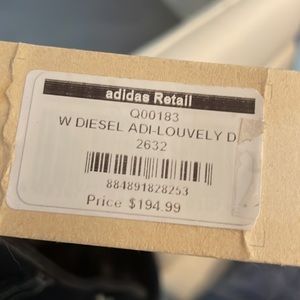 adidas Retail
Q00183
W DIESEL ADI-LOUVELY D
2632
884891828253
Price $194.99